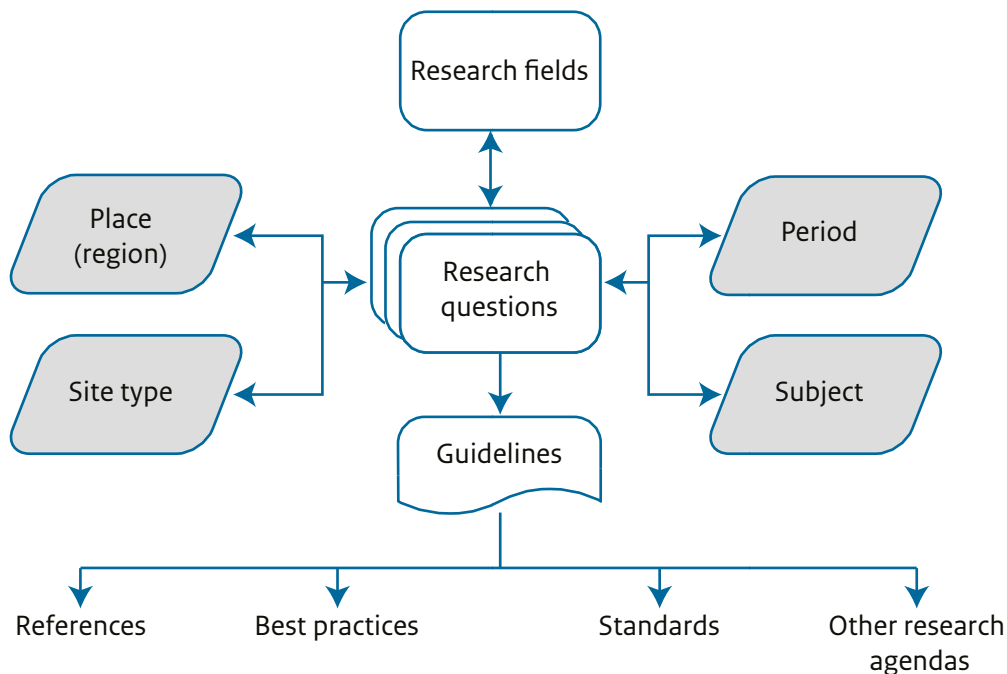 Research fields
Place
(region)
Period
Research
questions
Site type
Subject
Guidelines
References
Best practices
Standards
Other research
agendas